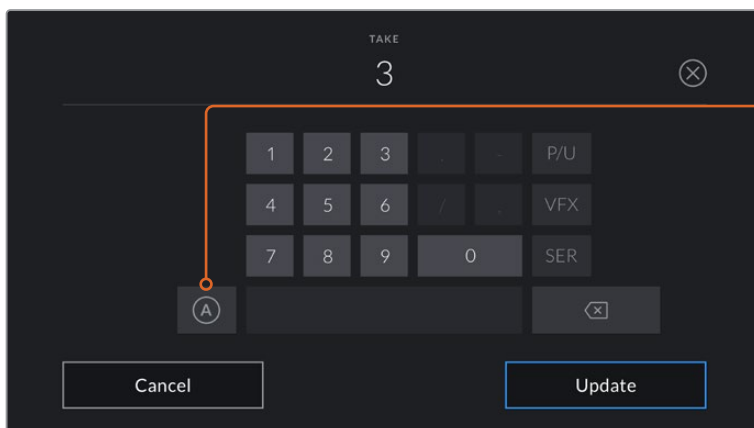 TAKE
3
1 2 3 . - P/U
4 5 6 / , VFX
7 8 9 0 SER
A
Cancel Update